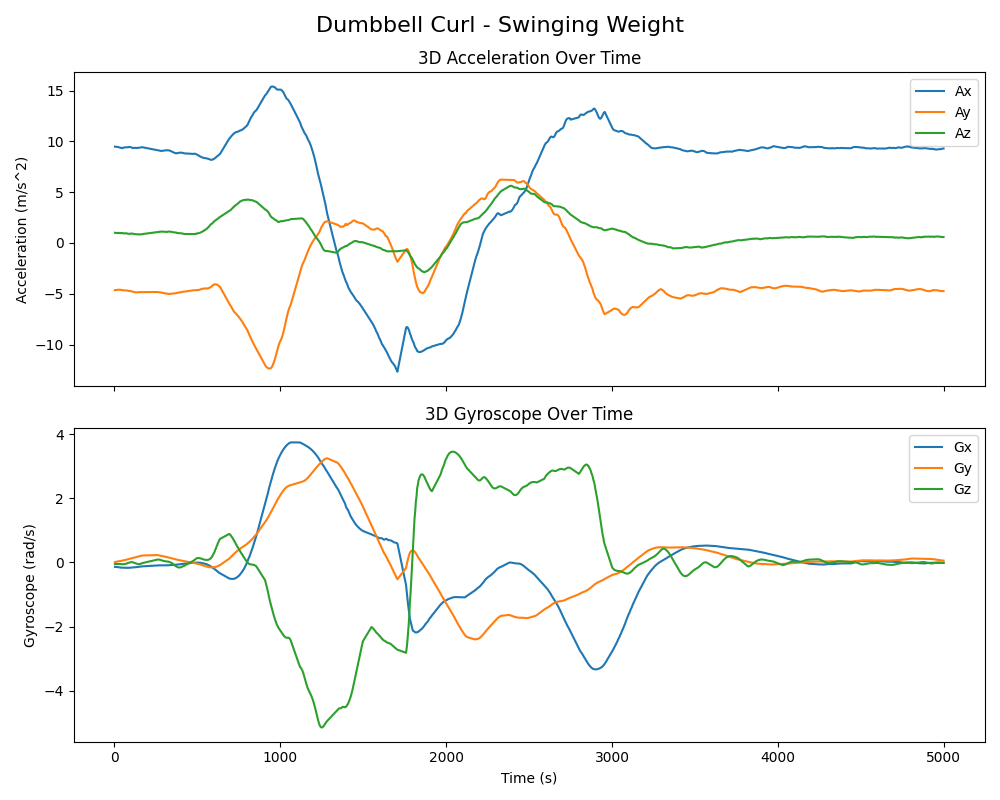 Dumbbell Curl - Swinging Weight
3D Acceleration Over Time
Acceleration (m/s^2)
15
10
5
0
−5
−10
Ax
Ay
Az
3D Gyroscope Over Time
Gyroscope (rad/s)
4
2
0
−2
−4
Gx
Gy
Gz
0
1000
2000
3000
4000
5000
Time (s)